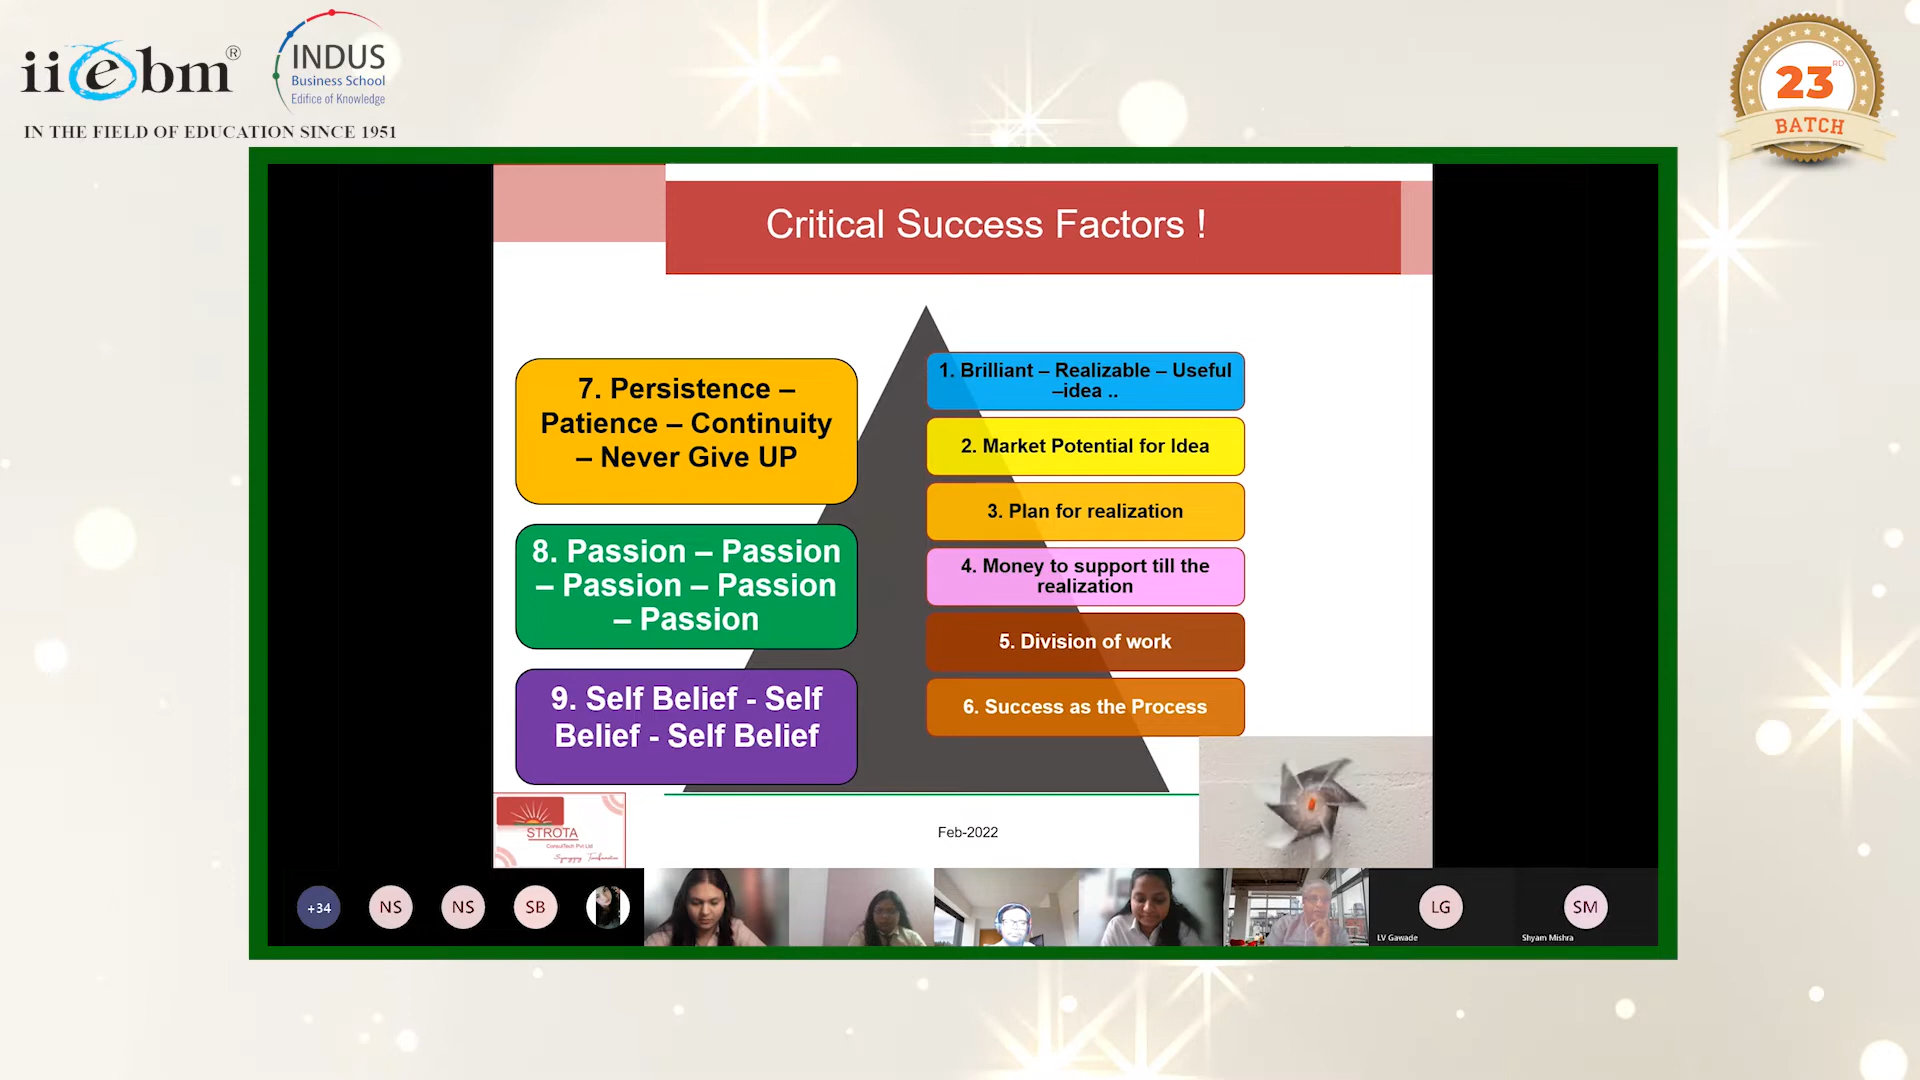 iiebm®
INDUS
Business School
Edifice of Knowledge
IN THE FIELD OF EDUCATION SINCE 1951
23RD
BATCH
Critical Success Factors !
7. Persistence –
Patience – Continuity
– Never Give UP
8. Passion – Passion
– Passion – Passion
– Passion
9. Self Belief - Self
Belief - Self Belief
1. Brilliant – Realizable – Useful
–idea ..
2. Market Potential for Idea
3. Plan for realization
4. Money to support till the
realization
5. Division of work
6. Success as the Process
STROTA
ConsulTech Pvt Ltd
Feb-2022
+34
NS
NS
SB
LG
LV Gawade
SM
Shyam Mishra